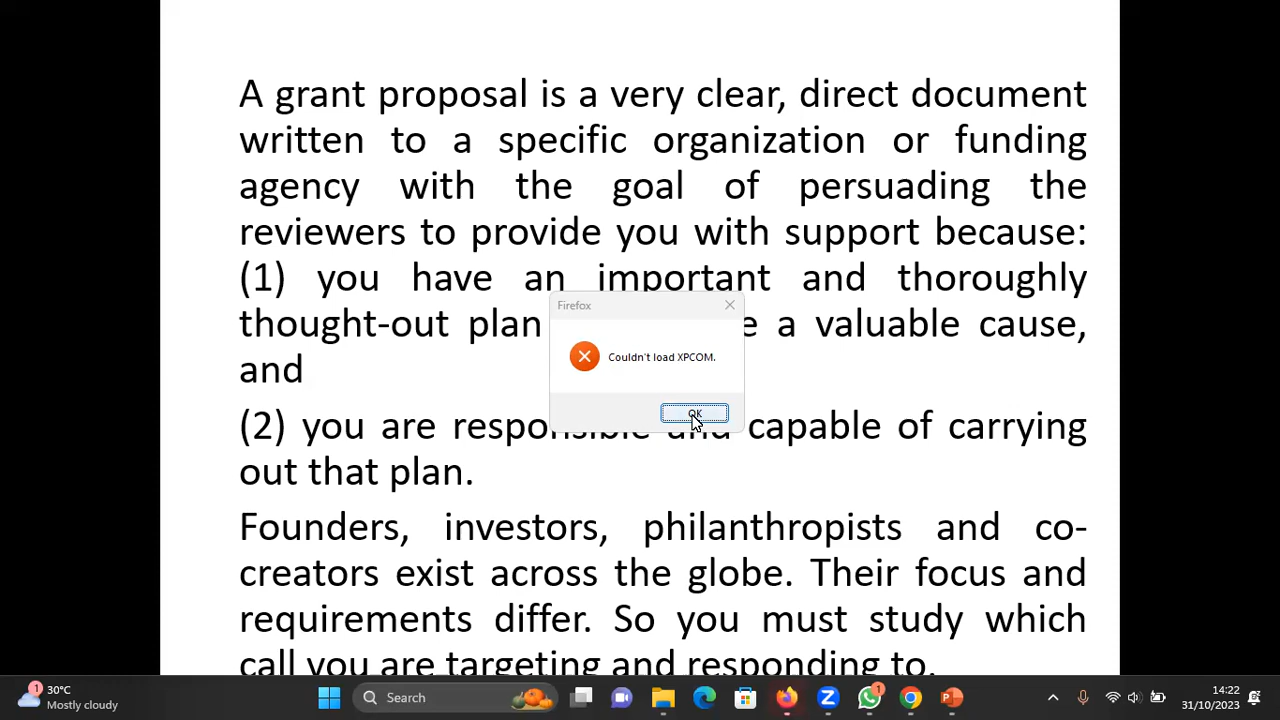 A grant proposal is a very clear, direct document
written to a specific organization or funding
agency with the goal of persuading the
reviewers to provide you with support because:
(1) you have an important and thoroughly
thought-out plan e a valuable cause,
and
(2) you are responsible and capable of carrying
out that plan.
Founders, investors, philanthropists and co-
creators exist across the globe. Their focus and
requirements differ. So you must study which
call you are targeting and responding to.
Firefox
Couldn't load XPCOM.
OK
1
30°C
Mostly cloudy
Search
1
14:22
31/10/2023